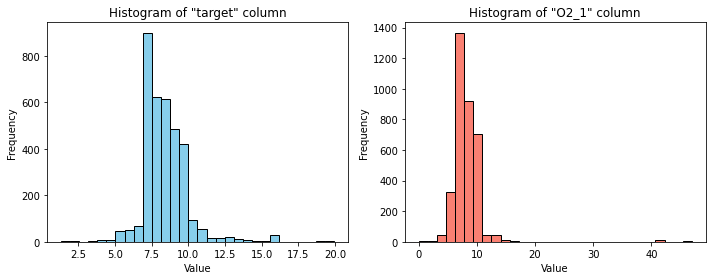 Histogram of "target" column
Frequency
800
600
400
200
0
2.5 5.0 7.5 10.0 12.5 15.0 17.5 20.0
Value
Histogram of "O2_1" column
Frequency
1400
1200
1000
800
600
400
200
0
0 10 20 30 40
Value